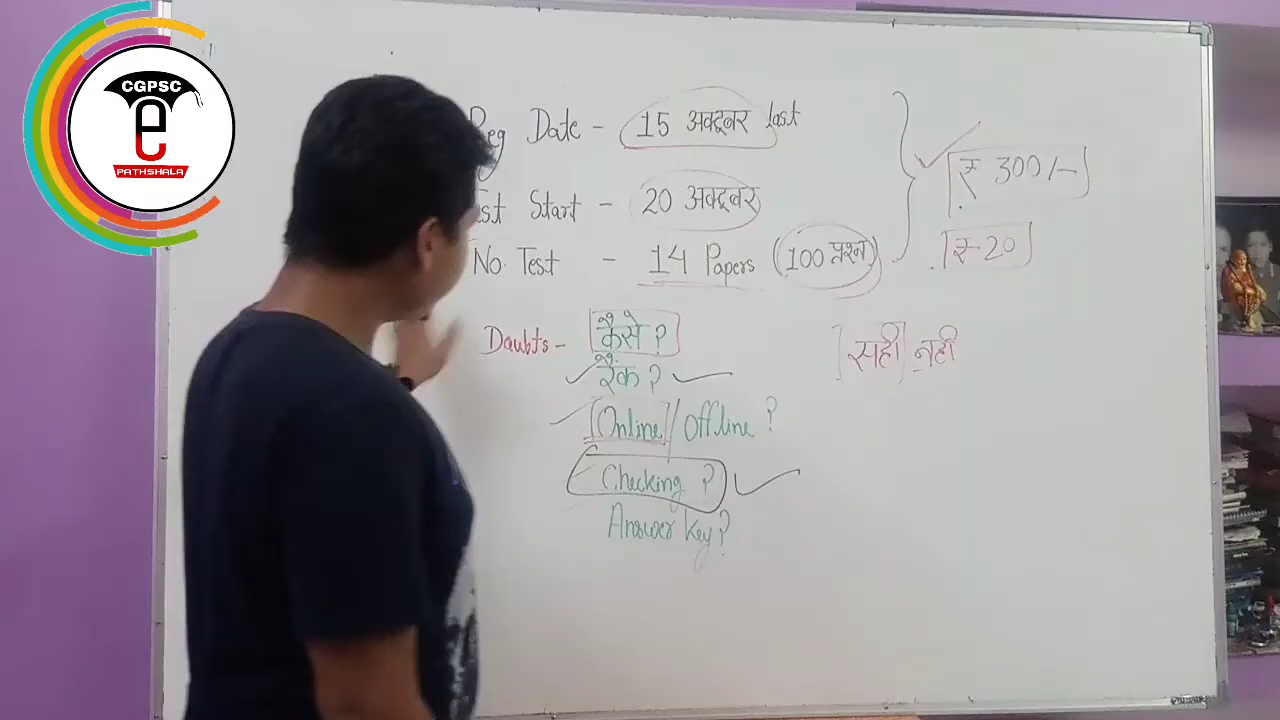 CGPSC
e
PATHSHALA
Reg Date - 15 अक्टूबर last
₹ 300/-
Test Start - 20 अक्टूबर
No. Test - 14 Papers (100 प्रश्न)
₹ 20
Doubts - कैसे ?
सही नही
रैंक ?
Online / Offline ?
Checking ?
Answer key ?